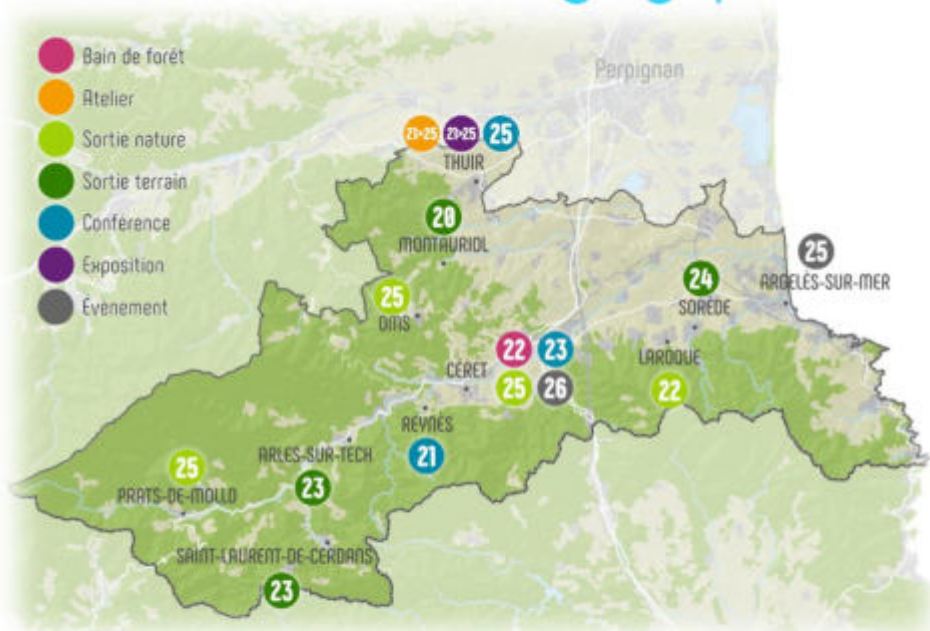 Bain de forêt
Atelier
Sortie nature
Sortie terrain
Conférence
Exposition
Évènement
Perpignan
23>25 23>25 25
THUIR
20
MONTAURIOL
25
OMS
24
SORÈDE
25
ARGELÈS-SUR-MER
22 23
CÉRET
25 26
LAROQUE
22
REYNÈS
21
ARLES-SUR-TECH
23
25
PRATS-DE-MOLLO
SAINT-LAURENT-DE-CERDANS
23